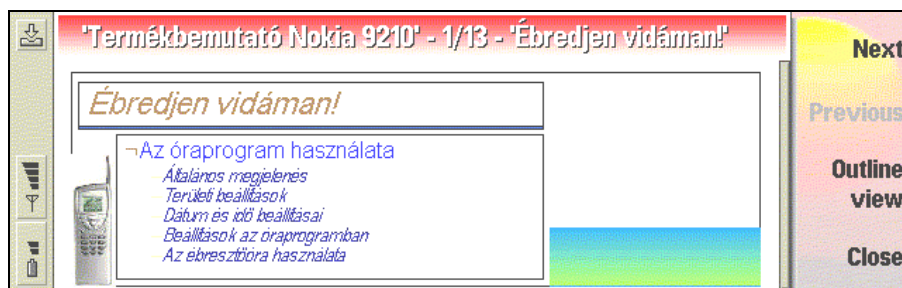 'Termékbemutató Nokia 9210' - 1/13 - 'Ébredjen vidáman!'
Ébredjen vidáman!
¬Az óraprogram használata
Általános megjelenés
Területi beállítások
Dátum és idő beállításai
Beállítások az óraprogramban
Az ébresztőóra használata
Next
Previous
Outline
view
Close